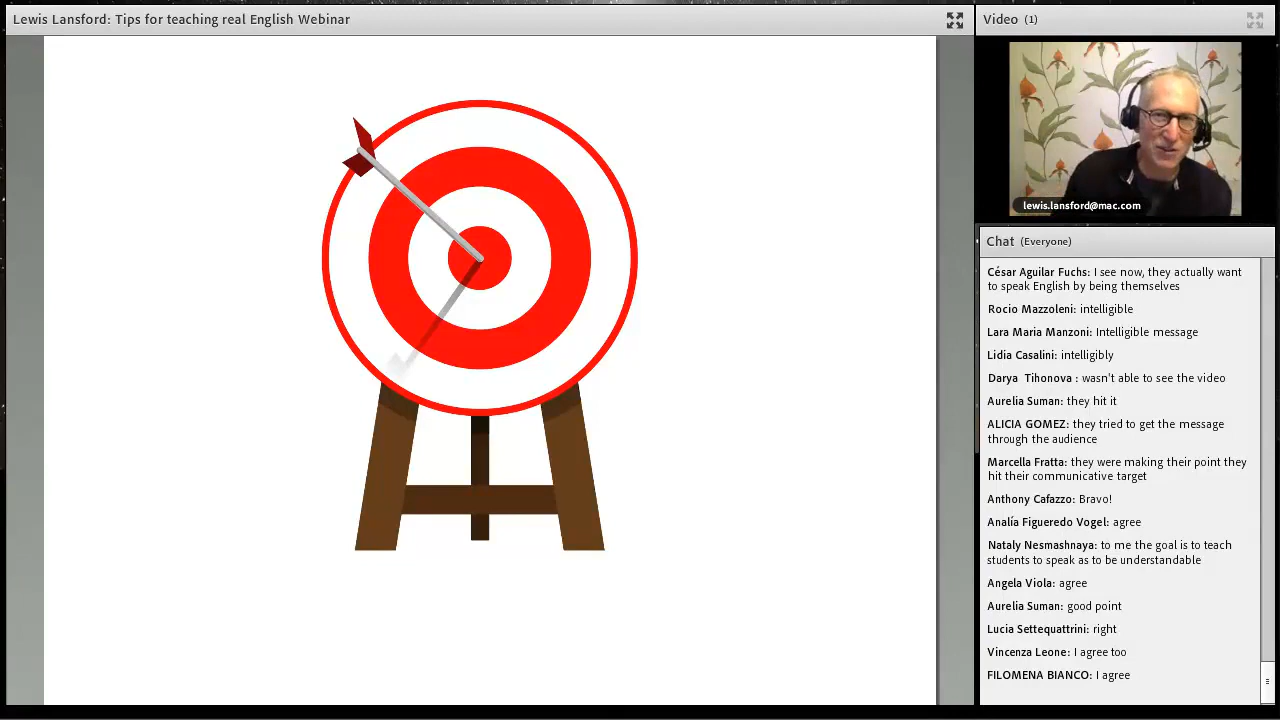 Lewis Lansford: Tips for teaching real English Webinar
Video (1)
lewis.lansford@mac.com
Chat (Everyone)
César Aguilar Fuchs: I see now, they actually want
to speak English by being themselves
Rocio Mazzoleni: intelligible
Lara Maria Manzoni: Intelligible message
Lidia Casalini: intelligibly
Darya Tihonova : wasn't able to see the video
Aurelia Suman: they hit it
ALICIA GOMEZ: they tried to get the message
through the audience
Marcella Fratta: they were making their point they
hit their communicative target
Anthony Cafazzo: Bravo!
Analía Figueredo Vogel: agree
Nataly Nesmashnaya: to me the goal is to teach
students to speak as to be understandable
Angela Viola: agree
Aurelia Suman: good point
Lucia Settequattrini: right
Vincenza Leone: I agree too
FILOMENA BIANCO: I agree